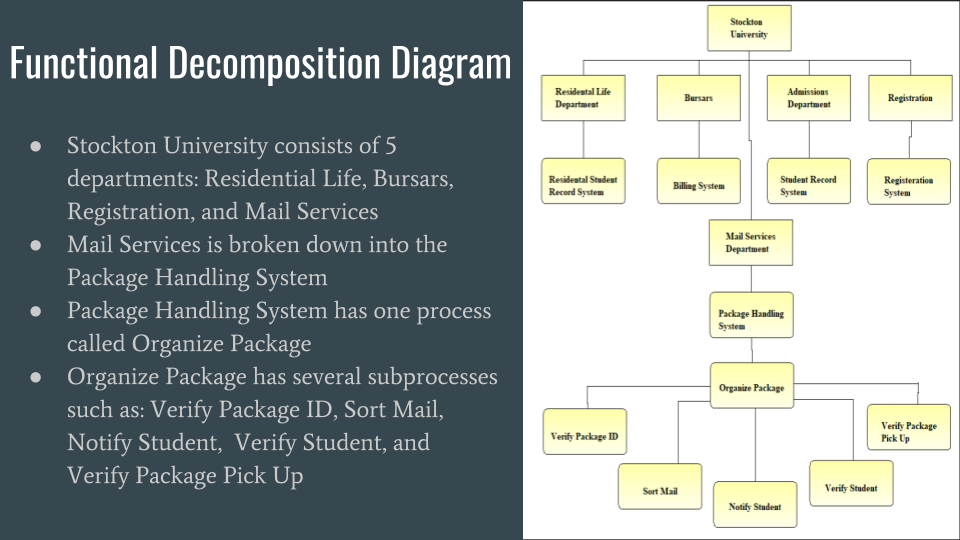 Functional Decomposition Diagram
● Stockton University consists of 5
departments: Residential Life, Bursars,
Registration, and Mail Services
● Mail Services is broken down into the
Package Handling System
● Package Handling System has one process
called Organize Package
● Organize Package has several subprocesses
such as: Verify Package ID, Sort Mail,
Notify Student, Verify Student, and
Verify Package Pick Up
Stockton
University
Residental Life
Department
Bursars
Admissions
Department
Registration
Residental Student
Record System
Billing System
Student Record
System
Registeration
System
Mail Services
Department
Package Handling
System
Organize Package
Verify Package ID
Sort Mail
Notify Student
Verify Student
Verify Package
Pick Up